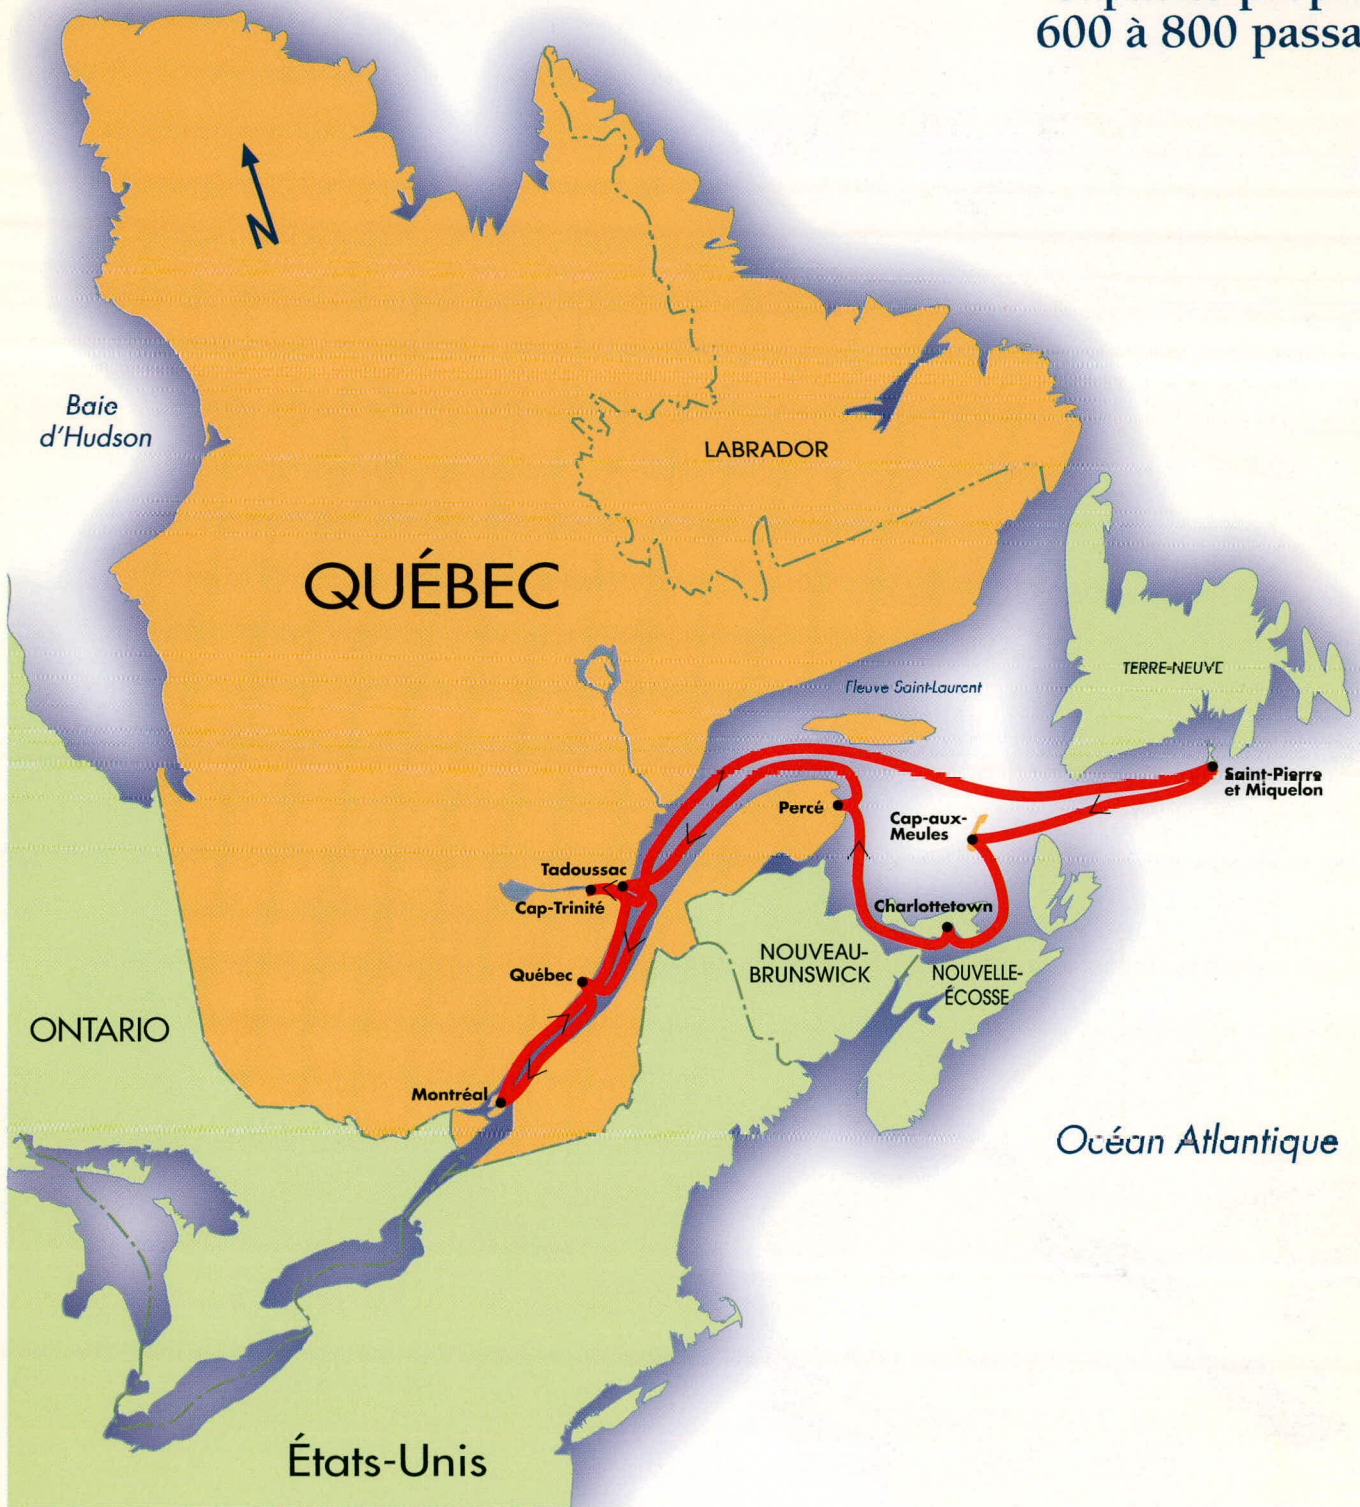 600 à 800
N
Baie
d'Hudson
LABRADOR
QUÉBEC
TERRE-NEUVE
Fleuve Saint-Laurent
Saint-Pierre
et Miquelon
Percé
Cap-aux-
Meules
Tadoussac
Cap-Trinité
Charlottetown
NOUVEAU-
BRUNSWICK
NOUVELLE-
ÉCOSSE
Québec
ONTARIO
Montréal
Océan Atlantique
États-Unis